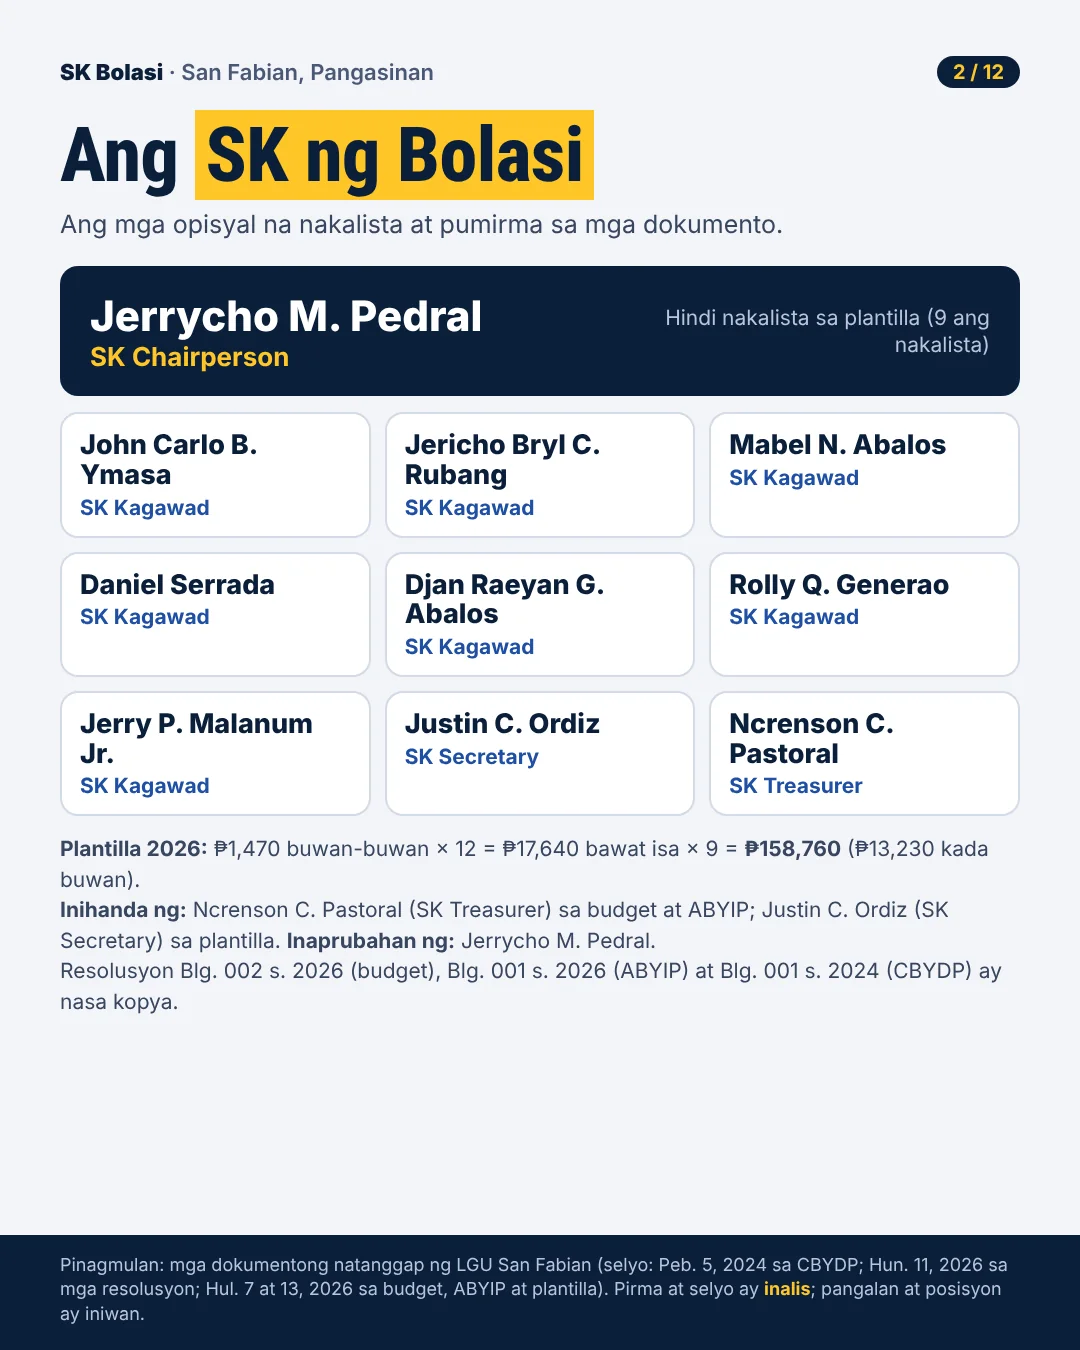 SK Bolasi · San Fabian, Pangasinan
2 / 12
Ang SK ng Bolasi
Ang mga opisyal na nakalista at pumirma sa mga dokumento.
Jerrycho M. Pedral
SK Chairperson
Hindi nakalista sa plantilla (9 ang
nakalista)
John Carlo B.
Ymasa
SK Kagawad
Jericho Bryl C.
Rubang
SK Kagawad
Mabel N. Abalos
SK Kagawad
Daniel Serrada
SK Kagawad
Djan Raeyan G.
Abalos
SK Kagawad
Rolly Q. Generao
SK Kagawad
Jerry P. Malanum
Jr.
SK Kagawad
Justin C. Ordiz
SK Secretary
Ncrenson C.
Pastoral
SK Treasurer
Plantilla 2026: ₱1,470 buwan-buwan × 12 = ₱17,640 bawat isa × 9 = ₱158,760 (₱13,230 kada
buwan).
Inihanda ng: Ncrenson C. Pastoral (SK Treasurer) sa budget at ABYIP; Justin C. Ordiz (SK
Secretary) sa plantilla. Inaprubahan ng: Jerrycho M. Pedral.
Resolusyon Blg. 002 s. 2026 (budget), Blg. 001 s. 2026 (ABYIP) at Blg. 001 s. 2024 (CBYDP) ay
nasa kopya.
Pinagmulan: mga dokumentong natanggap ng LGU San Fabian (selyo: Peb. 5, 2024 sa CBYDP; Hun. 11, 2026 sa
mga resolusyon; Hul. 7 at 13, 2026 sa budget, ABYIP at plantilla). Pirma at selyo ay inalis; pangalan at posisyon
ay iniwan.